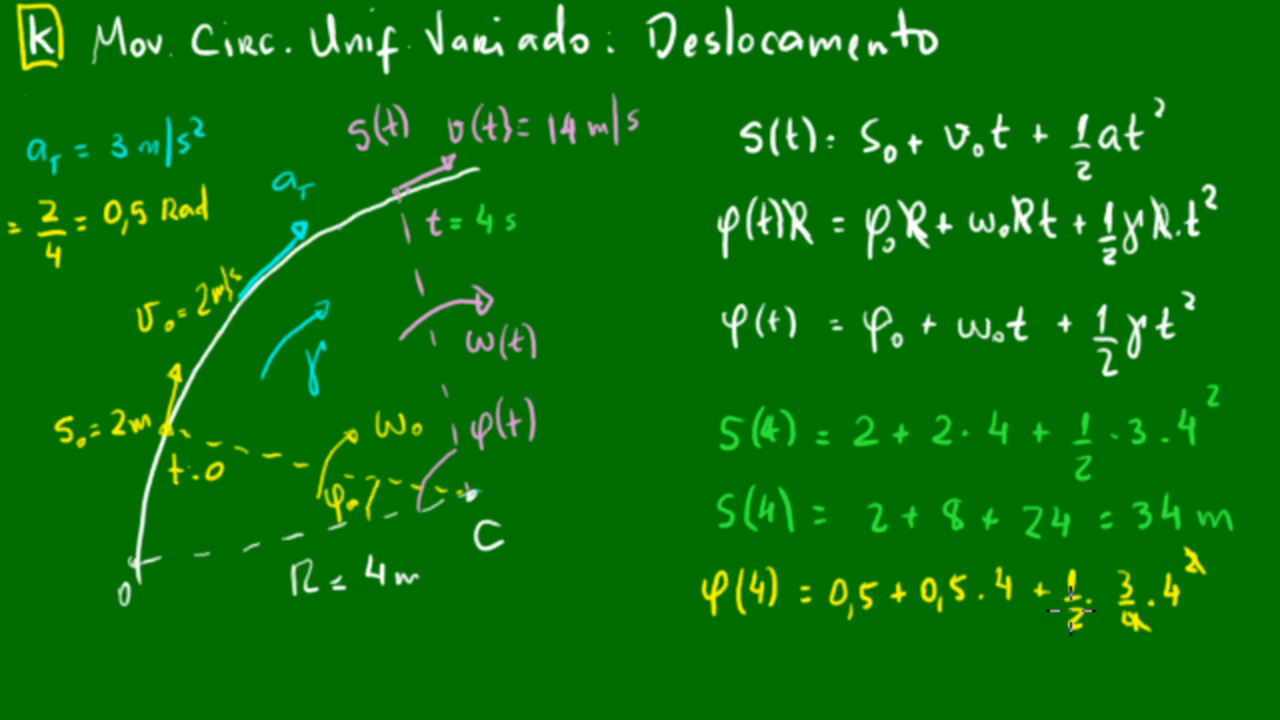 k Mov. Circ. Unif. Variado: Deslocamento
a_T = 3 m/s²
= 2/4 = 0,5 Rad
a_T
S(t) v(t) = 14 m/s
t = 4 s
v₀ = 2 m/s
γ
ω(t)
S₀ = 2m
t = 0
ω₀
φ(t)
φ₀
C
R = 4 m
0
S(t) = S₀ + v₀t + 1/2 at²
φ(t)R = φ₀R + ω₀Rt + 1/2 γR.t²
φ(t) = φ₀ + ω₀t + 1/2 γt²
S(4) = 2 + 2.4 + 1/2 .3.4²
S(4) = 2 + 8 + 24 = 34 m
φ(4) = 0,5 + 0,5.4 + 1/2 . 3/4 .4²